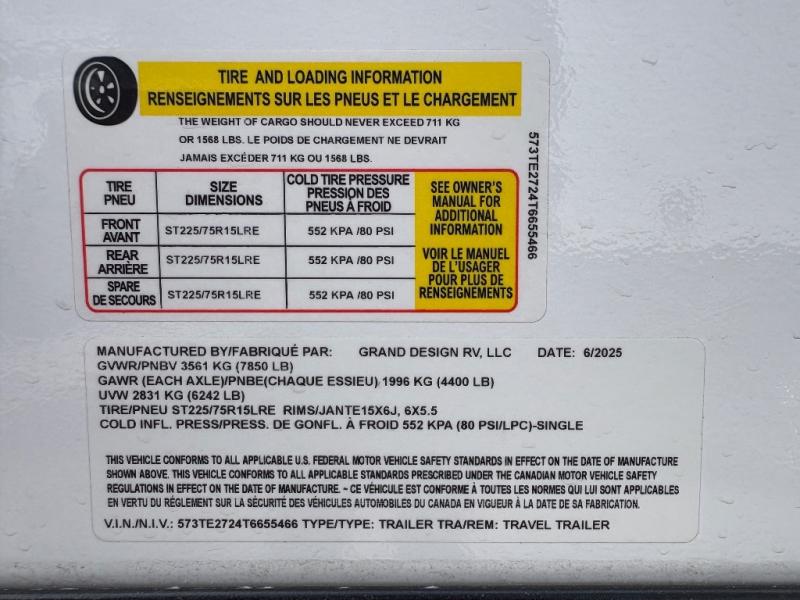 TIRE AND LOADING INFORMATION
RENSEIGNEMENTS SUR LES PNEUS ET LE CHARGEMENT
THE WEIGHT OF CARGO SHOULD NEVER EXCEED 711 KG
OR 1568 LBS. LE POIDS DE CHARGEMENT NE DEVRAIT
JAMAIS EXCÉDER 711 KG OU 1568 LBS.
TIRE
PNEU
SIZE
DIMENSIONS
COLD TIRE PRESSURE
PRESSION DES
PNEUS À FROID
SEE OWNER'S
MANUAL FOR
ADDITIONAL
INFORMATION
VOIR LE MANUEL
DE L'USAGER
POUR PLUS DE
RENSEIGNEMENTS
FRONT
AVANT
ST225/75R15LRE
552 KPA /80 PSI
REAR
ARRIÈRE
ST225/75R15LRE
552 KPA /80 PSI
SPARE
DE SECOURS
ST225/75R15LRE
552 KPA /80 PSI
573TE2724T6655466
MANUFACTURED BY/FABRIQUÉ PAR: GRAND DESIGN RV, LLC DATE: 6/2025
GVWR/PNBV 3561 KG (7850 LB)
GAWR (EACH AXLE)/PNBE(CHAQUE ESSIEU) 1996 KG (4400 LB)
UVW 2831 KG (6242 LB)
TIRE/PNEU ST225/75R15LRE RIMS/JANTE15X6J, 6X5.5
COLD INFL. PRESS/PRESS. DE GONFL. À FROID 552 KPA (80 PSI/LPC)-SINGLE
THIS VEHICLE CONFORMS TO ALL APPLICABLE U.S. FEDERAL MOTOR VEHICLE SAFETY STANDARDS IN EFFECT ON THE DATE OF MANUFACTURE
SHOWN ABOVE. THIS VEHICLE CONFORMS TO ALL APPLICABLE STANDARDS PRESCRIBED UNDER THE CANADIAN MOTOR VEHICLE SAFETY
REGULATIONS IN EFFECT ON THE DATE OF MANUFACTURE. ~ CE VÉHICULE EST CONFORME À TOUTES LES NORMES QUI LUI SONT APPLICABLES
EN VERTU DU RÉGLEMENT SUR LA SÉCURITÉ DES VÉHICULES AUTOMOBILES DU CANADA EN VIGUEUR À LA DATE DE SA FABRICATION.
V.I.N./N.I.V.: 573TE2724T6655466 TYPE/TYPE: TRAILER TRA/REM: TRAVEL TRAILER